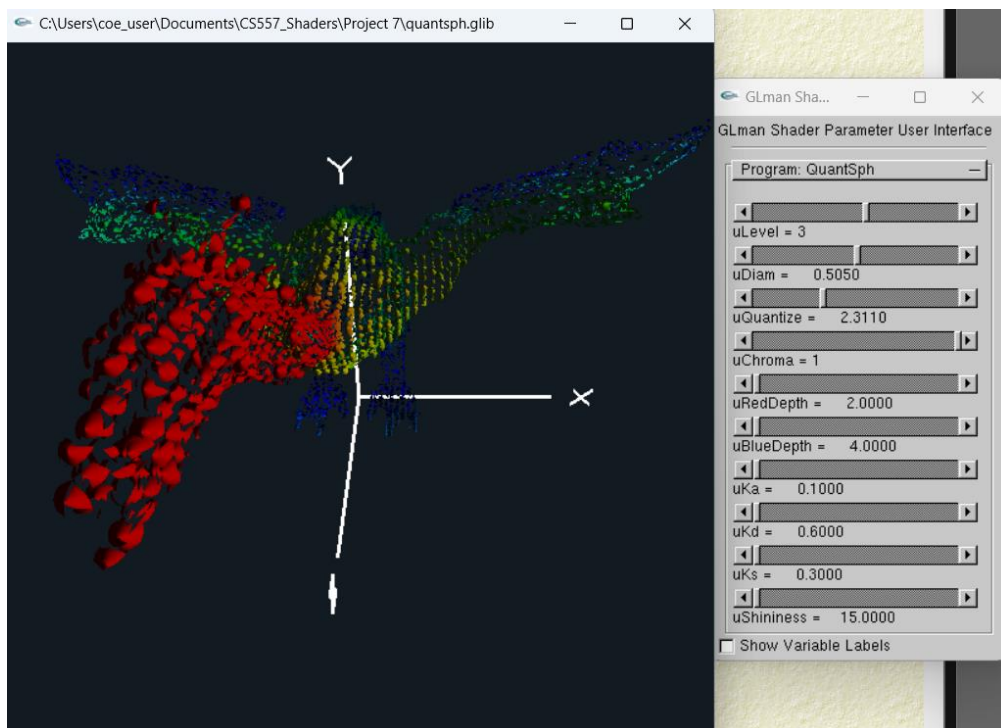 C:\Users\coe_user\Documents\CS557_Shaders\Project 7\quantsph.glib
Y
X
GLman Sha...
GLman Shader Parameter User Interface
Program: QuantSph
uLevel = 3
uDiam = 0.5050
uQuantize = 2.3110
uChroma = 1
uRedDepth = 2.0000
uBlueDepth = 4.0000
uKa = 0.1000
uKd = 0.6000
uKs = 0.3000
uShininess = 15.0000
Show Variable Labels